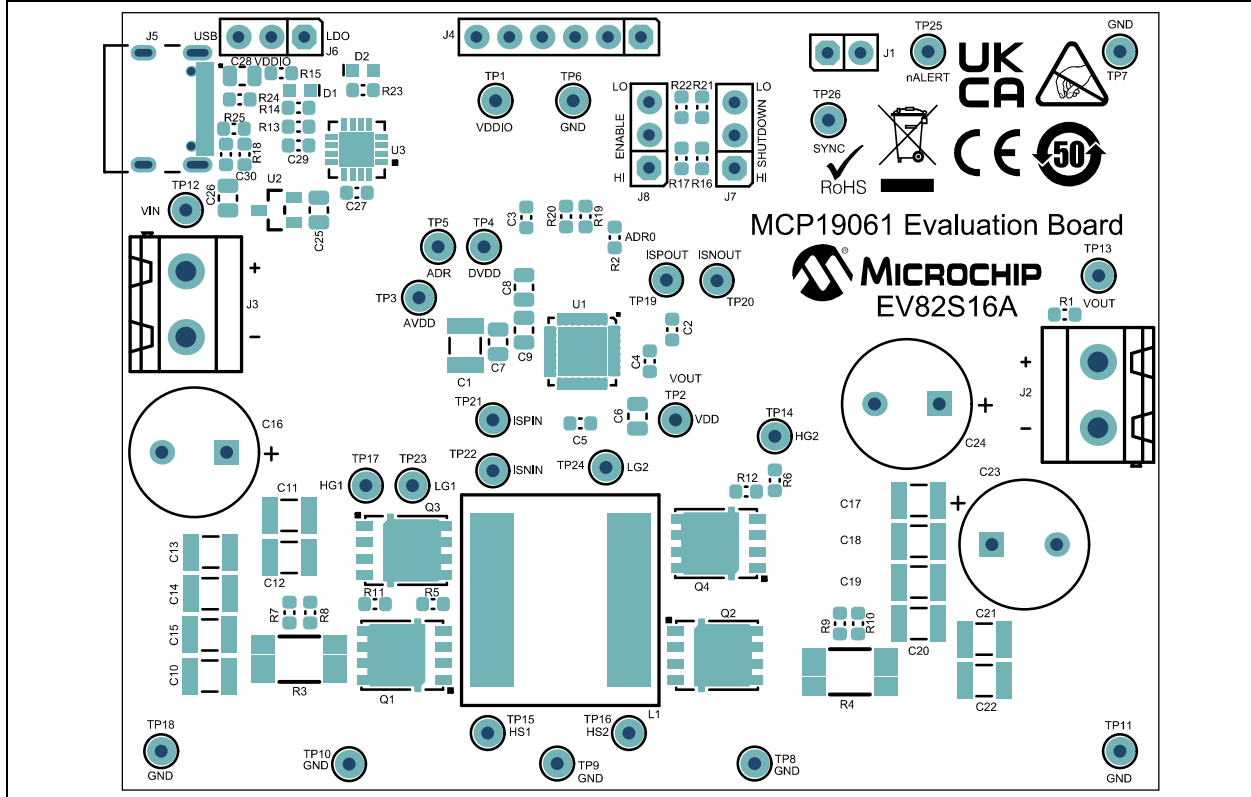 J5
USB
LDO
J6
J4
J1
TP25
nALERT
GND
TP7
UK
CA
C28
VDDIO
R15
D2
D1
R23
R24
R14
R25
R13
R18
C29
C30
U3
C27
TP1
VDDIO
TP6
GND
LO
ENABLE
HI
J8
R22
R21
R17
R16
LO
SHUTDOWN
HI
J7
TP26
SYNC
RoHS
CE
50
TP12
VIN
C26
U2
C25
MCP19061 Evaluation Board
MICROCHIP
®
EV82S16A
TP13
VOUT
R1
TP5
ADR
TP4
DVDD
C3
R20
R19
R2
ADR0
ISPOUT
TP19
ISNOUT
TP20
+
J3
-
TP3
AVDD
C8
C9
C7
C1
U1
C2
C4
VOUT
+
J2
-
C16
+
TP21
ISPIN
TP22
ISNIN
C5
C6
TP2
VDD
TP24
LG2
TP14
HG2
+
C24
TP17
HG1
TP23
LG1
Q3
R12
R6
C23
+
C11
C12
C13
C14
C15
C10
R7
R8
R3
R11
R5
Q1
L1
Q4
Q2
C17
C18
C19
C20
R9
R10
R4
C21
C22
TP18
GND
TP10
GND
TP15
HS1
TP9
GND
TP16
HS2
TP8
GND
TP11
GND